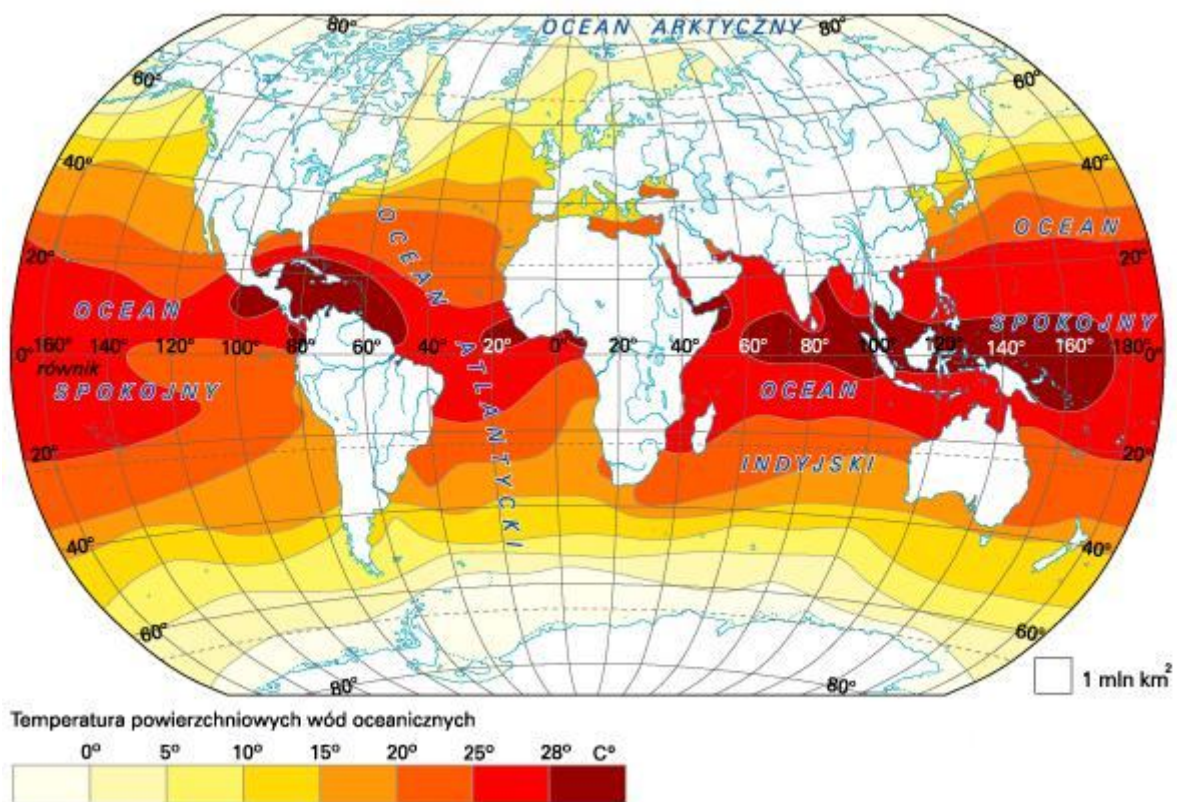 80° OCEAN ARKTYCZNY 80°
60° 60°
40° 40°
OCEAN
OCEAN
20° 20°
OCEAN
ATLANTYCKI
SPOKOJNY
0° 160° 140° 120° 100° 80° 60° 40° 20° 0° 20° 40° 60° 80° 100° 120° 140° 160° 180° 0°
równik
SPOKOJNY
OCEAN
20° 20°
INDYJSKI
40° 40°
60° 60°
80° 80°
1 mln km²
Temperatura powierzchniowych wód oceanicznych
0° 5° 10° 15° 20° 25° 28° C°